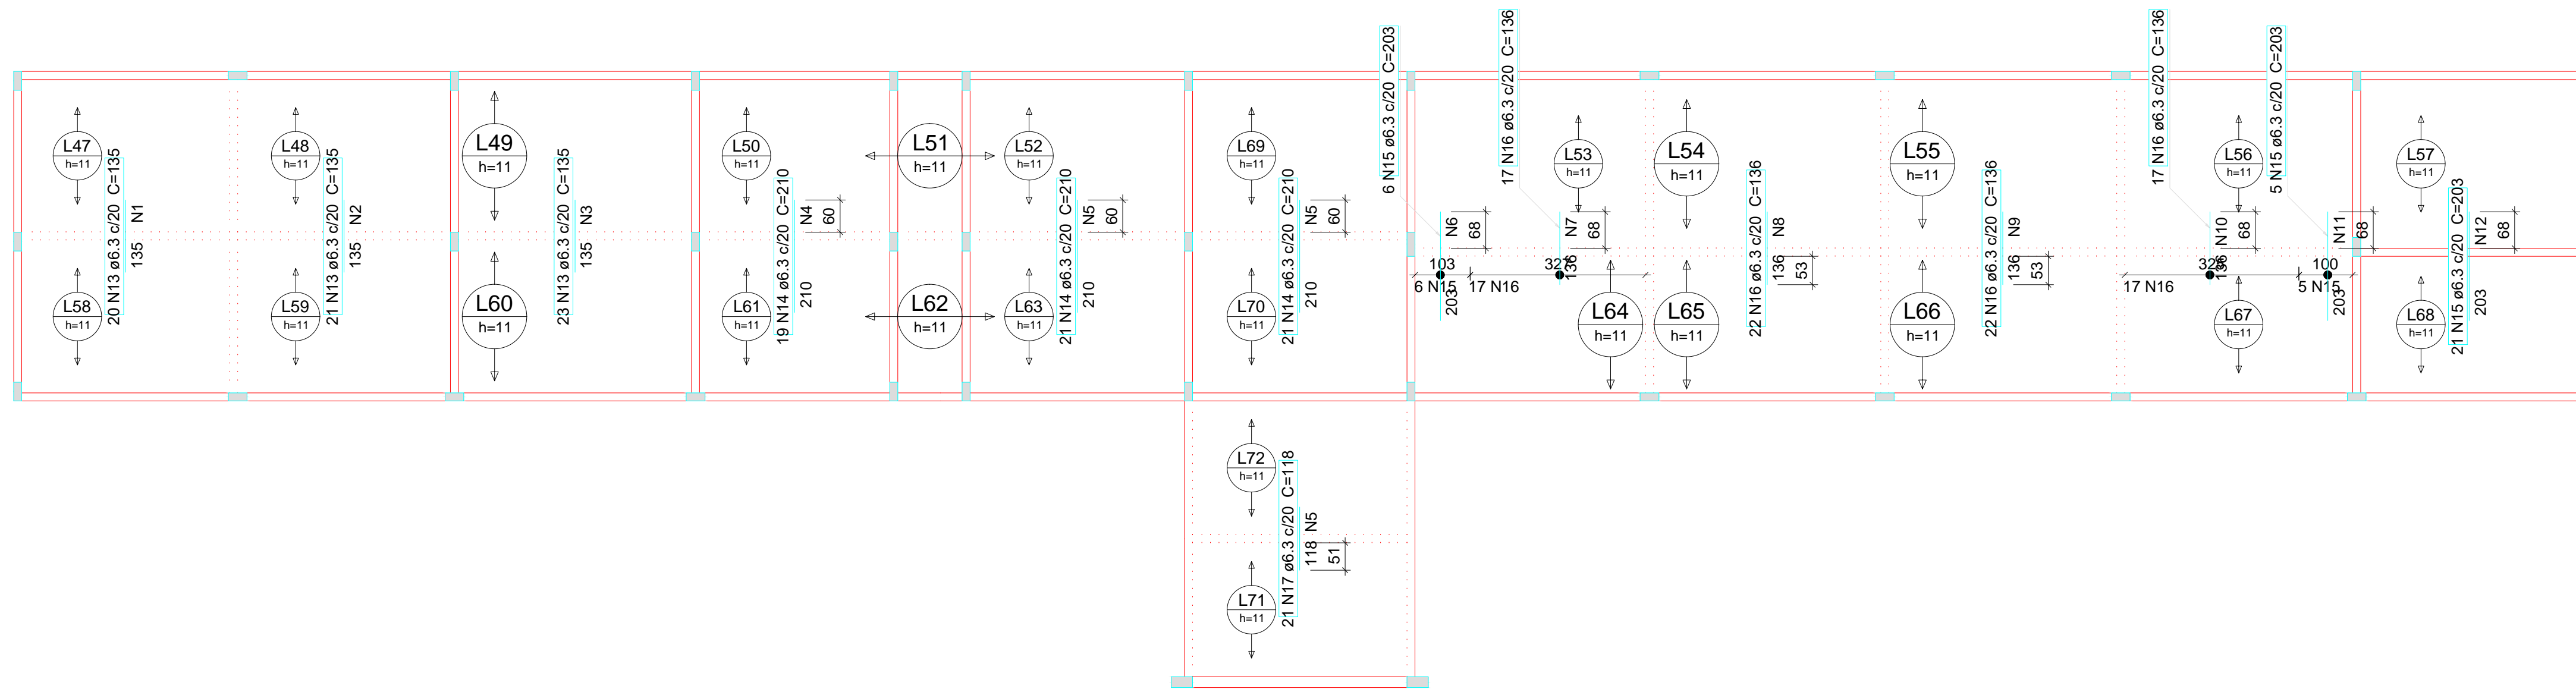 L47
h=11
20 N13 ø6.3 c/20 C=135
N1
135
L58
h=11
L48
h=11
21 N13 ø6.3 c/20 C=135
N2
135
L59
h=11
L49
h=11
23 N13 ø6.3 c/20 C=135
N3
135
L60
h=11
L50
h=11
19 N14 ø6.3 c/20 C=210
N4
60
210
L61
h=11
L51
h=11
L62
h=11
L52
h=11
21 N14 ø6.3 c/20 C=210
N5
60
210
L63
h=11
L69
h=11
21 N14 ø6.3 c/20 C=210
N5
60
210
L70
h=11
L72
h=11
21 N17 ø6.3 c/20 C=118
N5
118
51
L71
h=11
6 N15 ø6.3 c/20 C=203
N6
68
103
6 N15
203
17 N16 ø6.3 c/20 C=136
L53
h=11
N7
68
136
17 N16
L64
h=11
L54
h=11
22 N16 ø6.3 c/20 C=136
N8
136
53
L65
h=11
L55
h=11
22 N16 ø6.3 c/20 C=136
N9
136
53
L66
h=11
17 N16 ø6.3 c/20 C=136
L56
h=11
N10
68
136
17 N16
L67
h=11
5 N15 ø6.3 c/20 C=203
N11
68
100
5 N15
203
L57
h=11
21 N15 ø6.3 c/20 C=203
N12
68
203
L68
h=11